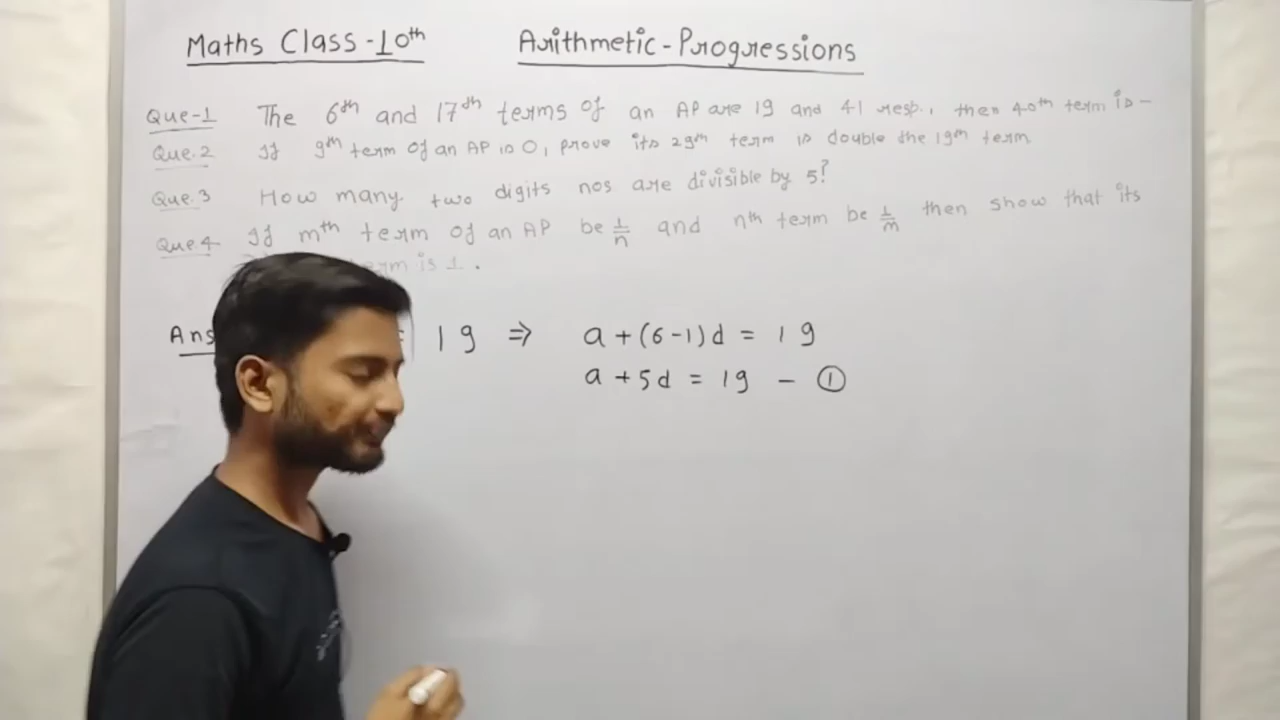 Maths Class-10th Arithmetic-Progressions
Que-1 The 6th and 17th terms of an AP are 19 and 41 resp., then 40th term is -
Que.2 If 9th term of an AP is 0, prove its 29th term is double the 19th term
Que.3 How many two digits nos are divisible by 5?
Que.4 If mth term of an AP be 1/n and nth term be 1/m then show that its
term is 1.
Ans = 19 ⇒ a+(6-1)d = 19
a+5d = 19 - ①